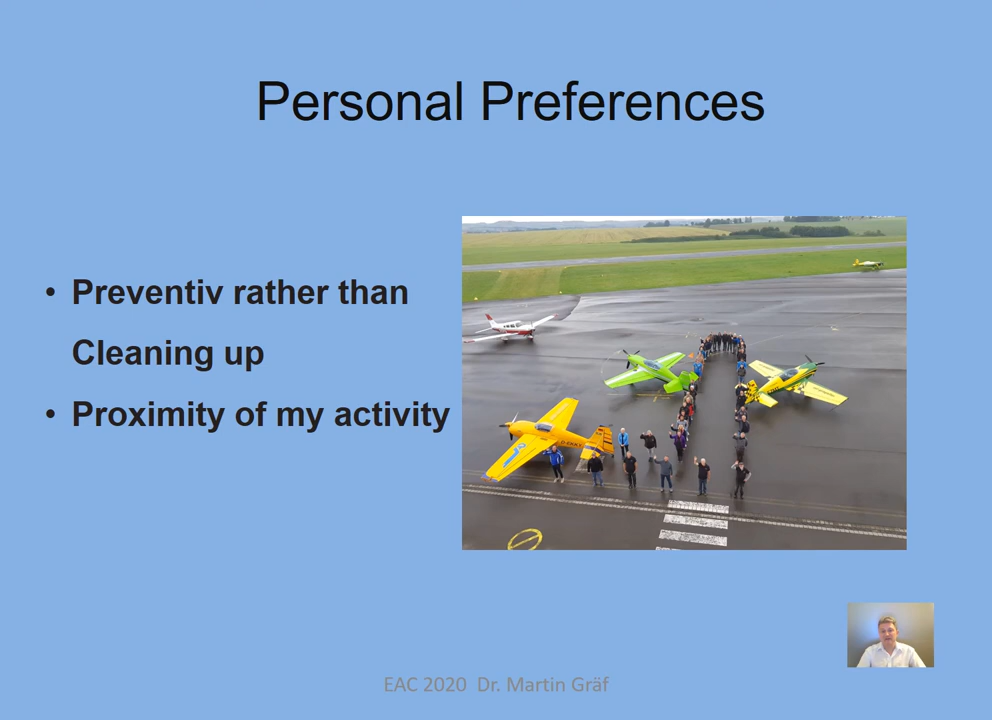 Personal Preferences
• Preventiv rather than
Cleaning up
• Proximity of my activity
EAC 2020 Dr. Martin Gräf